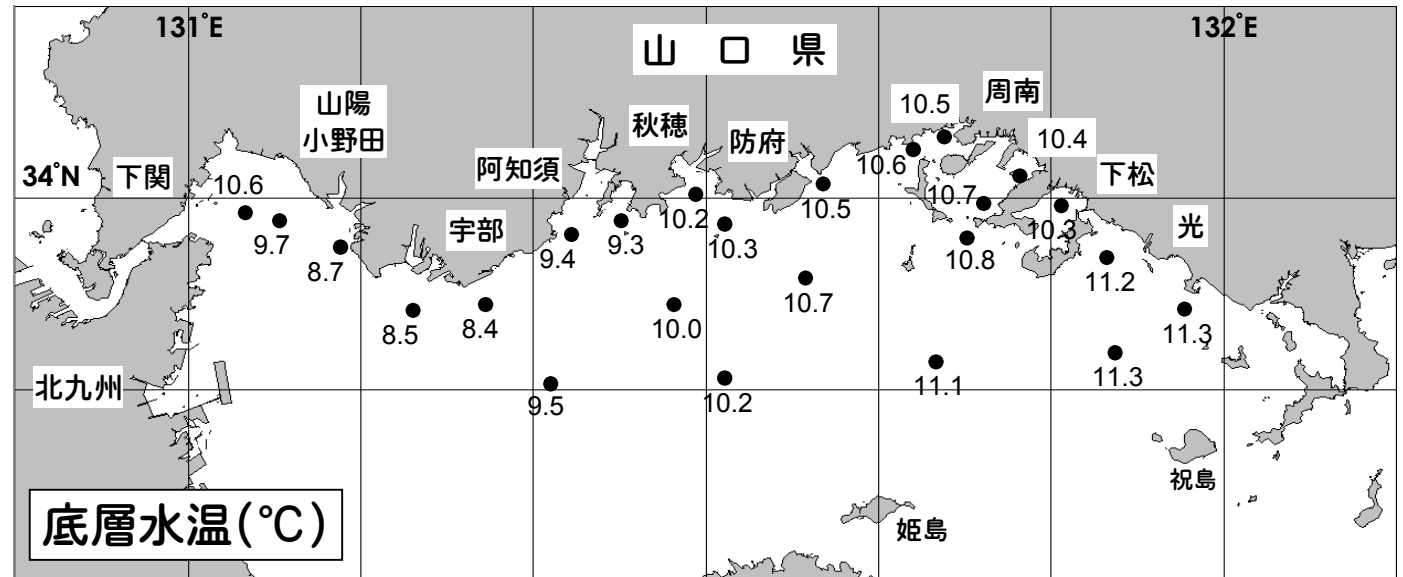 131°E
132°E
山 口 県
山陽
小野田
秋穂
防府
10.5
周南
10.4
阿知須
下松
34°N
下関
10.6
10.6
10.7
10.2
10.5
光
宇部
9.7
9.4
9.3
10.3
10.3
8.7
10.8
11.2
10.7
8.5
8.4
10.0
11.3
北九州
9.5
10.2
11.1
11.3
祝島
底層水温(℃)
姫島